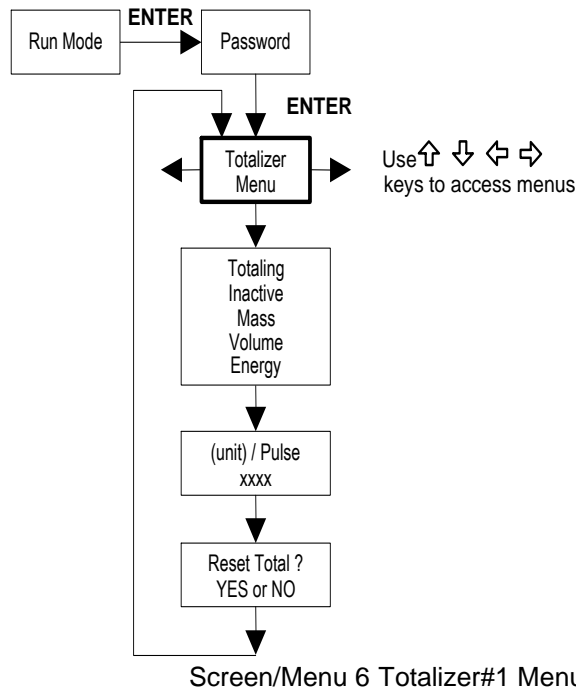 ENTER
Run Mode
Password
ENTER
Totalizer
Menu
Use
keys to access menus
Totaling
Inactive
Mass
Volume
Energy
(unit) / Pulse
xxxx
Reset Total ?
YES or NO
Screen/Menu 6 Totalizer#1 Menu